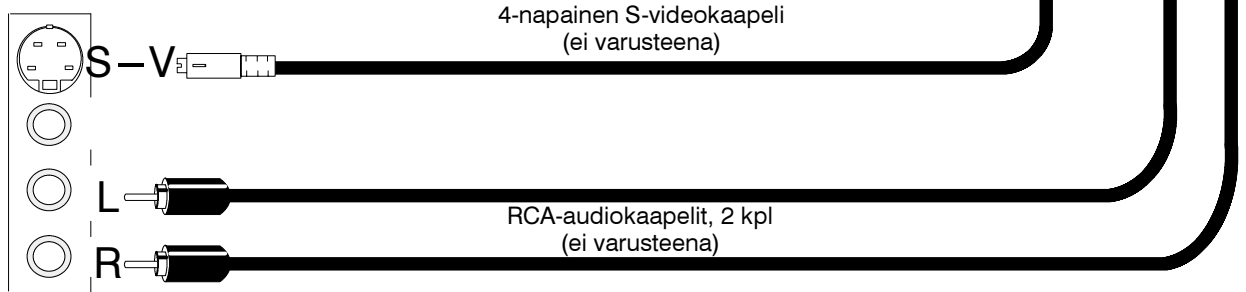 4-napainen S-videokaapeli
(ei varusteena)
S–V
L
RCA-audiokaapelit, 2 kpl
(ei varusteena)
R